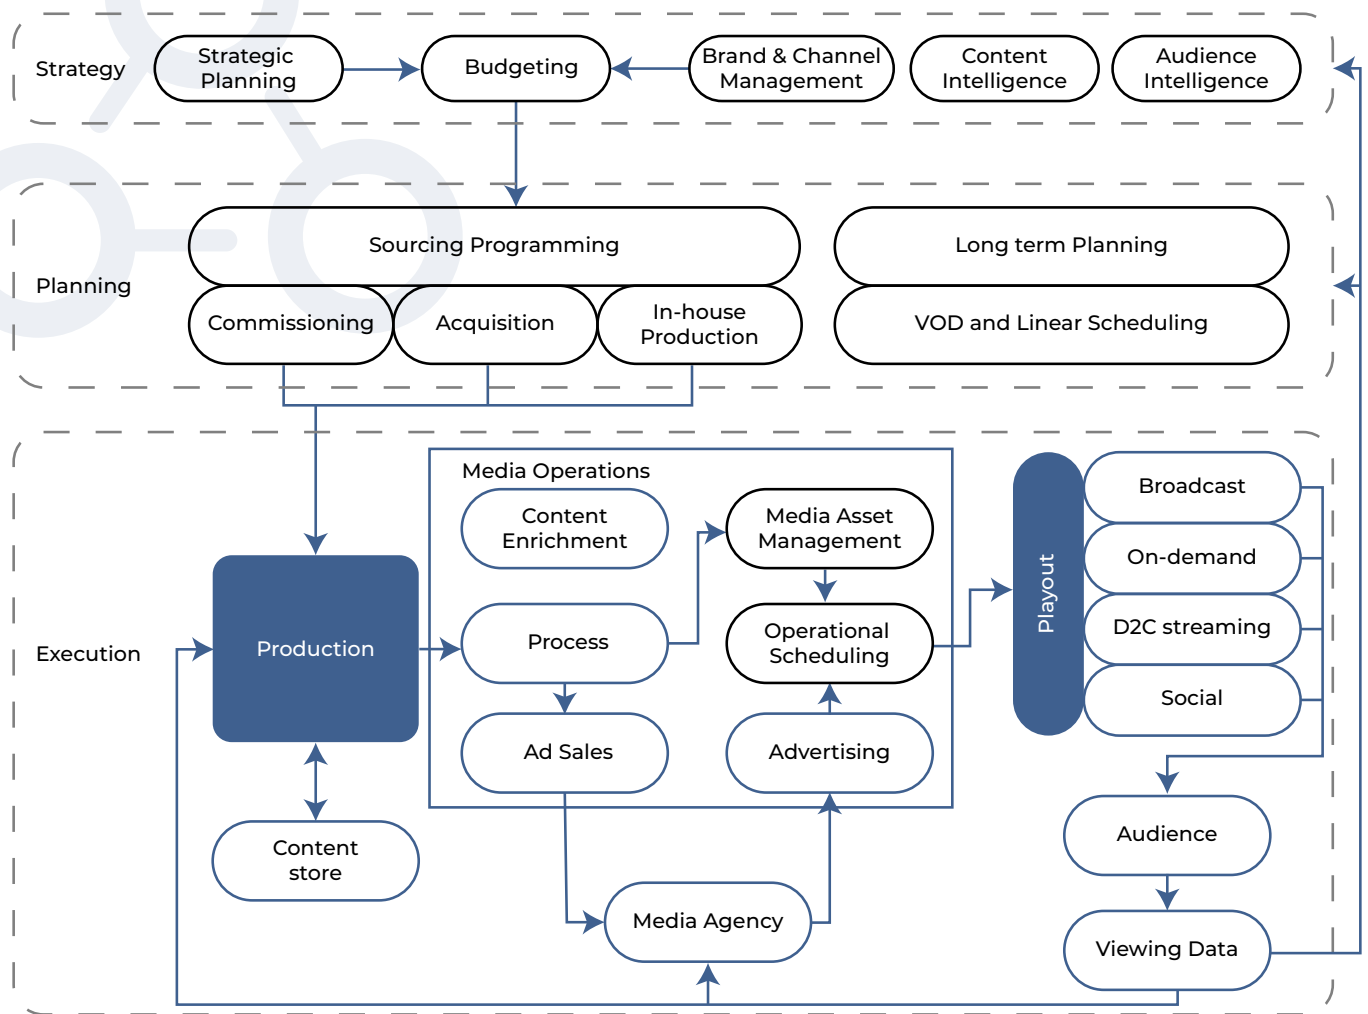 Strategy
Strategic
Planning
Budgeting
Brand & Channel
Management
Content
Intelligence
Audience
Intelligence
Planning
Sourcing Programming
Commissioning
Acquisition
In-house
Production
Long term Planning
VOD and Linear Scheduling
Execution
Production
Content
store
Media Operations
Content
Enrichment
Process
Ad Sales
Media Asset
Management
Operational
Scheduling
Advertising
Media Agency
Playout
Broadcast
On-demand
D2C streaming
Social
Audience
Viewing Data